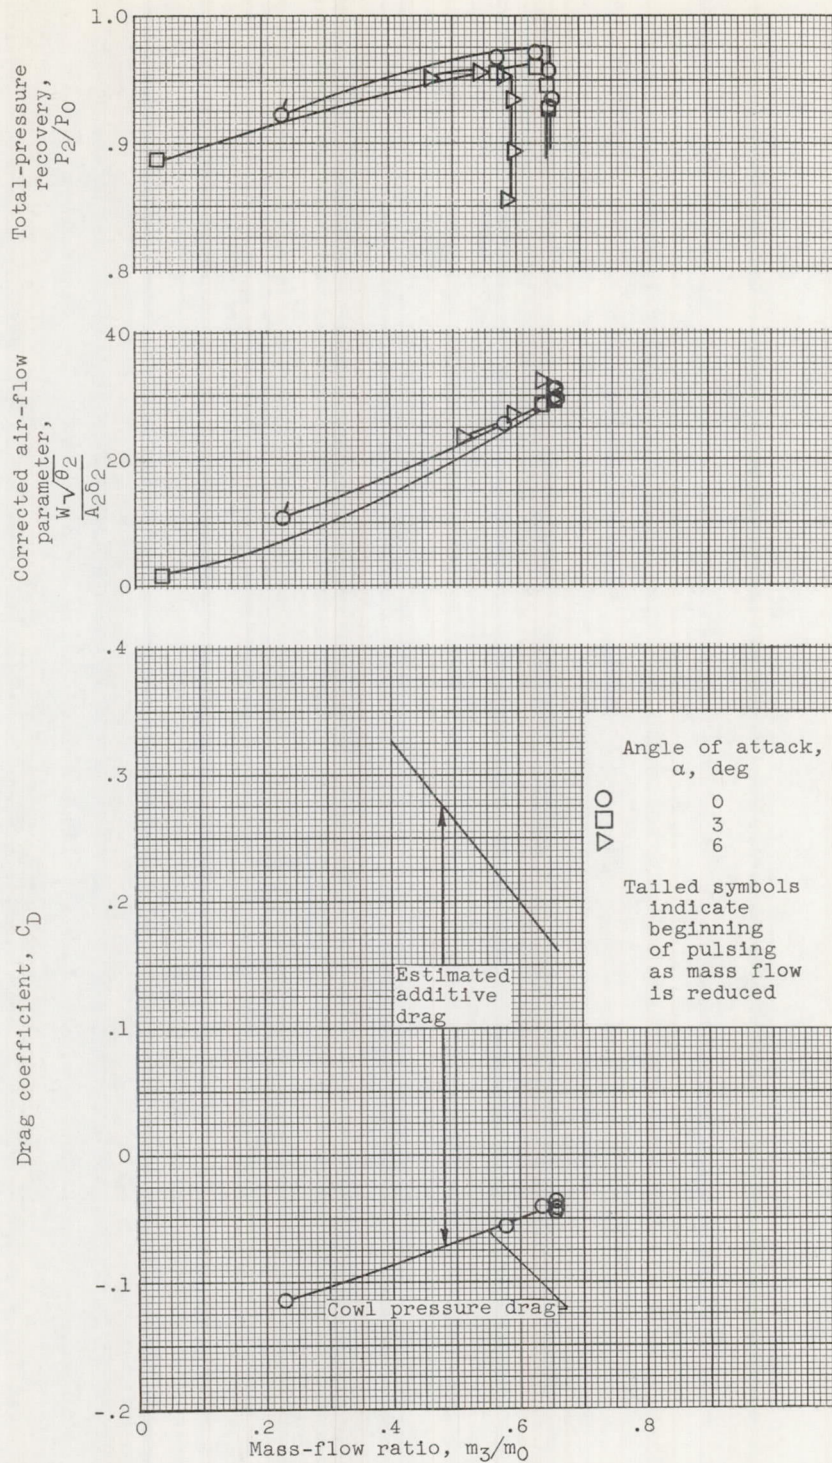 1.0
.9
.8
Total-pressure
recovery,
P2/P0
40
20
0
Corrected air-flow
parameter,
W√θ2
A2δ2
.4
.3
.2
.1
0
-.1
-.2
Drag coefficient, CD
Angle of attack,
α, deg
0
3
6
Tailed symbols
indicate
beginning
of pulsing
as mass flow
is reduced
Estimated
additive
drag
Cowl pressure drag
0 .2 .4 .6 .8
Mass-flow ratio, m3/m0